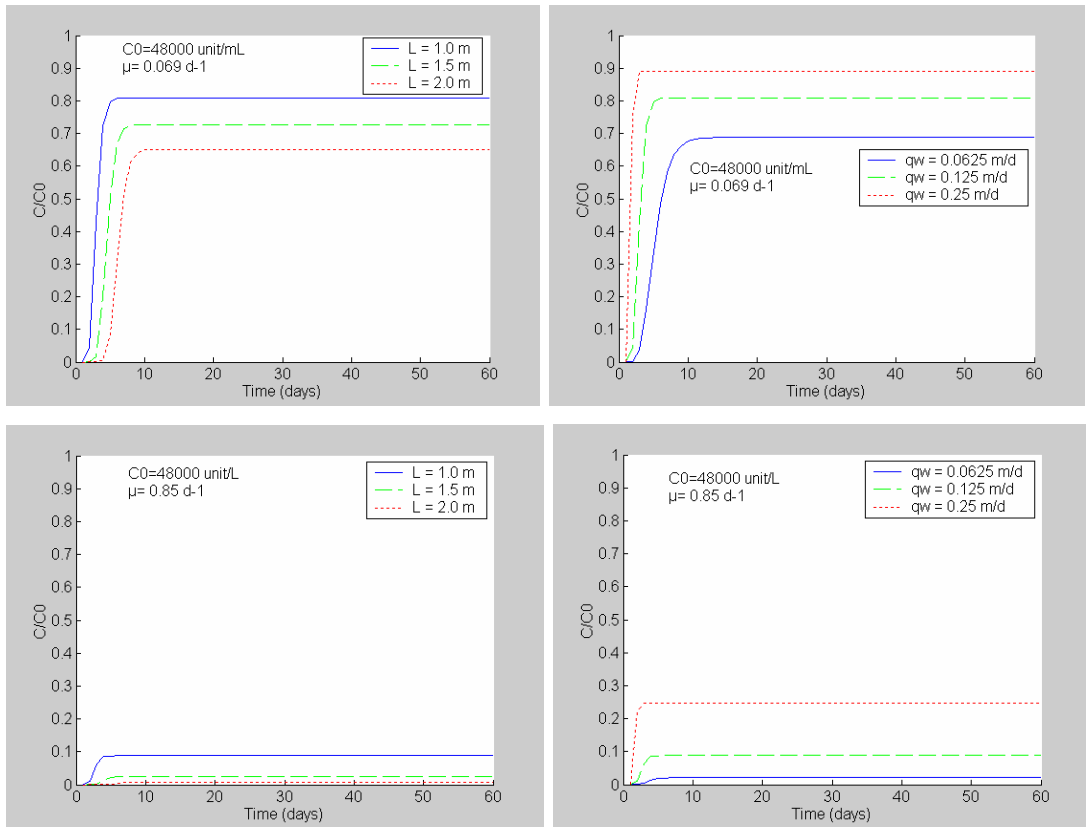 C0=48000 unit/mL
µ= 0.069 d-1
L = 1.0 m
L = 1.5 m
L = 2.0 m
1
0.9
0.8
0.7
0.6
0.5
0.4
0.3
0.2
0.1
0
C/C0
0 10 20 30 40 50 60
Time (days)
C0=48000 unit/mL
µ= 0.069 d-1
qw = 0.0625 m/d
qw = 0.125 m/d
qw = 0.25 m/d
1
0.9
0.8
0.7
0.6
0.5
0.4
0.3
0.2
0.1
0
C/C0
0 10 20 30 40 50 60
Time (days)
C0=48000 unit/L
µ= 0.85 d-1
L = 1.0 m
L = 1.5 m
L = 2.0 m
1
0.9
0.8
0.7
0.6
0.5
0.4
0.3
0.2
0.1
0
C/C0
0 10 20 30 40 50 60
Time (days)
C0=48000 unit/L
µ= 0.85 d-1
qw = 0.0625 m/d
qw = 0.125 m/d
qw = 0.25 m/d
1
0.9
0.8
0.7
0.6
0.5
0.4
0.3
0.2
0.1
0
C/C0
0 10 20 30 40 50 60
Time (days)